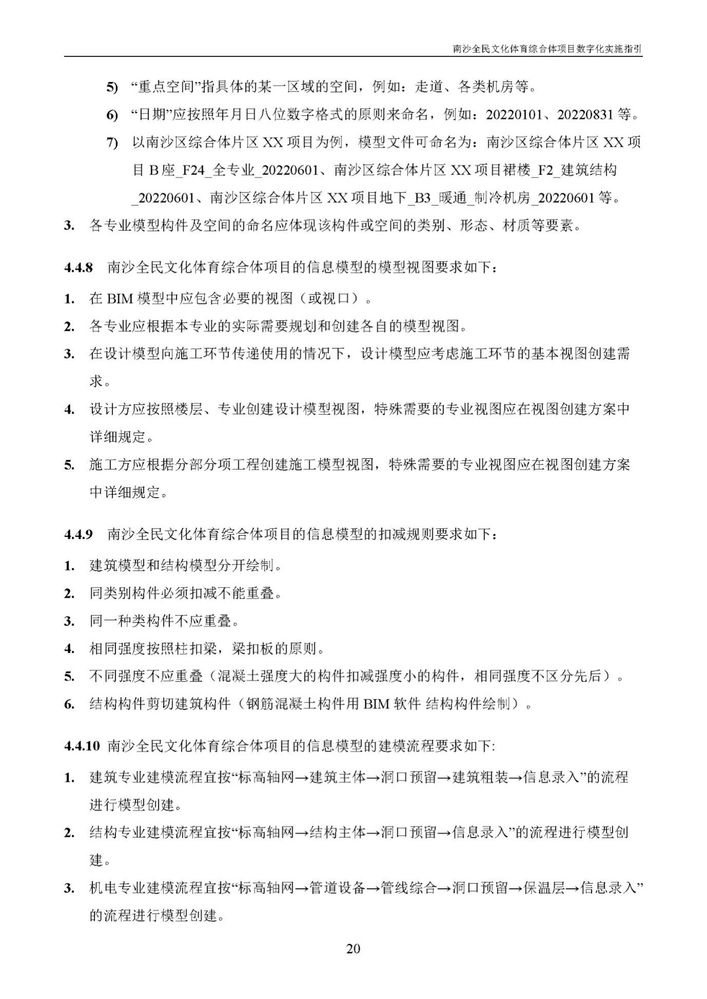 南沙全民文化体育综合体项目数字化实施指引
5) “重点空间”指具体的某一区域的空间，例如：走道、各类机房等。
6) “日期”应按照年月日八位数字格式的原则来命名，例如：20220101、20220831 等。
7) 以南沙区综合体片区 XX 项目为例，模型文件可命名为：南沙区综合体片区 XX 项
目 B 座_F24_全专业_20220601、南沙区综合体片区 XX 项目裙楼_F2_建筑结构
_20220601、南沙区综合体片区 XX 项目地下_B3_暖通_制冷机房_20220601 等。
3. 各专业模型构件及空间的命名应体现该构件或空间的类别、形态、材质等要素。
4.4.8 南沙全民文化体育综合体项目的信息模型的模型视图要求如下：
1. 在 BIM 模型中应包含必要的视图（或视口）。
2. 各专业应根据本专业的实际需要规划和创建各自的模型视图。
3. 在设计模型向施工环节传递使用的情况下，设计模型应考虑施工环节的基本视图创建需
求。
4. 设计方应按照楼层、专业创建设计模型视图，特殊需要的专业视图应在视图创建方案中
详细规定。
5. 施工方应根据分部分项工程创建施工模型视图，特殊需要的专业视图应在视图创建方案
中详细规定。
4.4.9 南沙全民文化体育综合体项目的信息模型的扣减规则要求如下：
1. 建筑模型和结构模型分开绘制。
2. 同类别构件必须扣减不能重叠。
3. 同一种类构件不应重叠。
4. 相同强度按照柱扣梁，梁扣板的原则。
5. 不同强度不应重叠（混凝土强度大的构件扣减强度小的构件，相同强度不区分先后）。
6. 结构构件剪切建筑构件（钢筋混凝土构件用 BIM 软件 结构构件绘制）。
4.4.10 南沙全民文化体育综合体项目的信息模型的建模流程要求如下:
1. 建筑专业建模流程宜按“标高轴网→建筑主体→洞口预留→建筑粗装→信息录入”的流程
进行模型创建。
2. 结构专业建模流程宜按“标高轴网→结构主体→洞口预留→信息录入”的流程进行模型创
建。
3. 机电专业建模流程宜按“标高轴网→管道设备→管线综合→洞口预留→保温层→信息录入”
的流程进行模型创建。
20